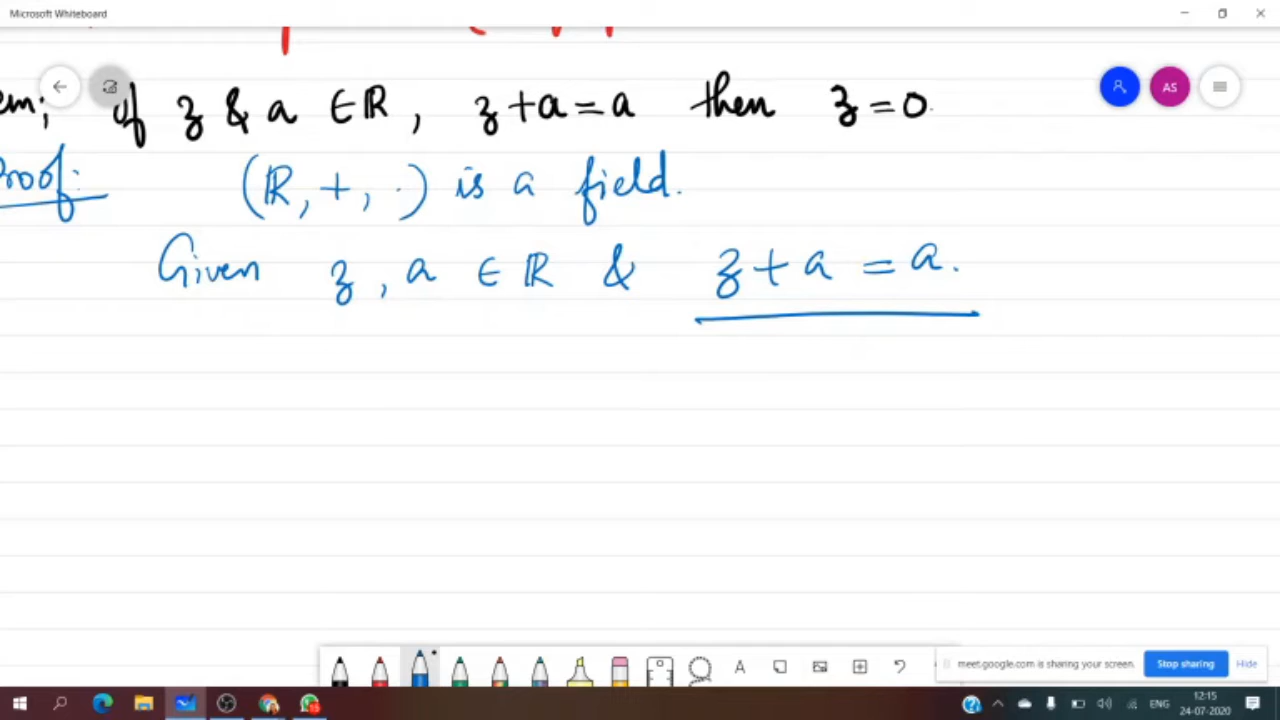 Microsoft Whiteboard
em; if z & a ∈ ℝ, z + a = a then z = 0.
Proof: (ℝ, +, ·) is a field.
Given z, a ∈ ℝ & z + a = a.
AS
A
meet.google.com is sharing your screen. Stop sharing Hide
ENG
12:15
24-07-2020